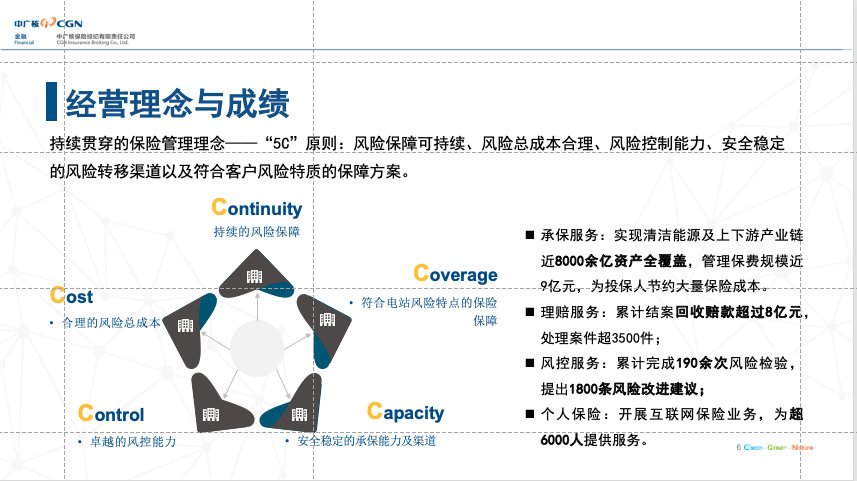 中广核 CGN
金融
Financial
中广核保险经纪有限责任公司
CGN Insurance Broking Co., Ltd.
经营理念与成绩
持续贯穿的保险管理理念——“5C”原则：风险保障可持续、风险总成本合理、风险控制能力、安全稳定
的风险转移渠道以及符合客户风险特质的保障方案。
Continuity
持续的风险保障
Coverage
• 符合电站风险特点的保险
保障
Cost
• 合理的风险总成本
Control
• 卓越的风控能力
Capacity
• 安全稳定的承保能力及渠道
■ 承保服务：实现清洁能源及上下游产业链
近8000余亿资产全覆盖，管理保费规模近
9亿元，为投保人节约大量保险成本。
■ 理赔服务：累计结案回收赔款超过8亿元，
处理案件超3500件；
■ 风控服务：累计完成190余次风险检验，
提出1800条风险改进建议；
■ 个人保险：开展互联网保险业务，为超
6000人提供服务。
6 Clean · Green · Nature